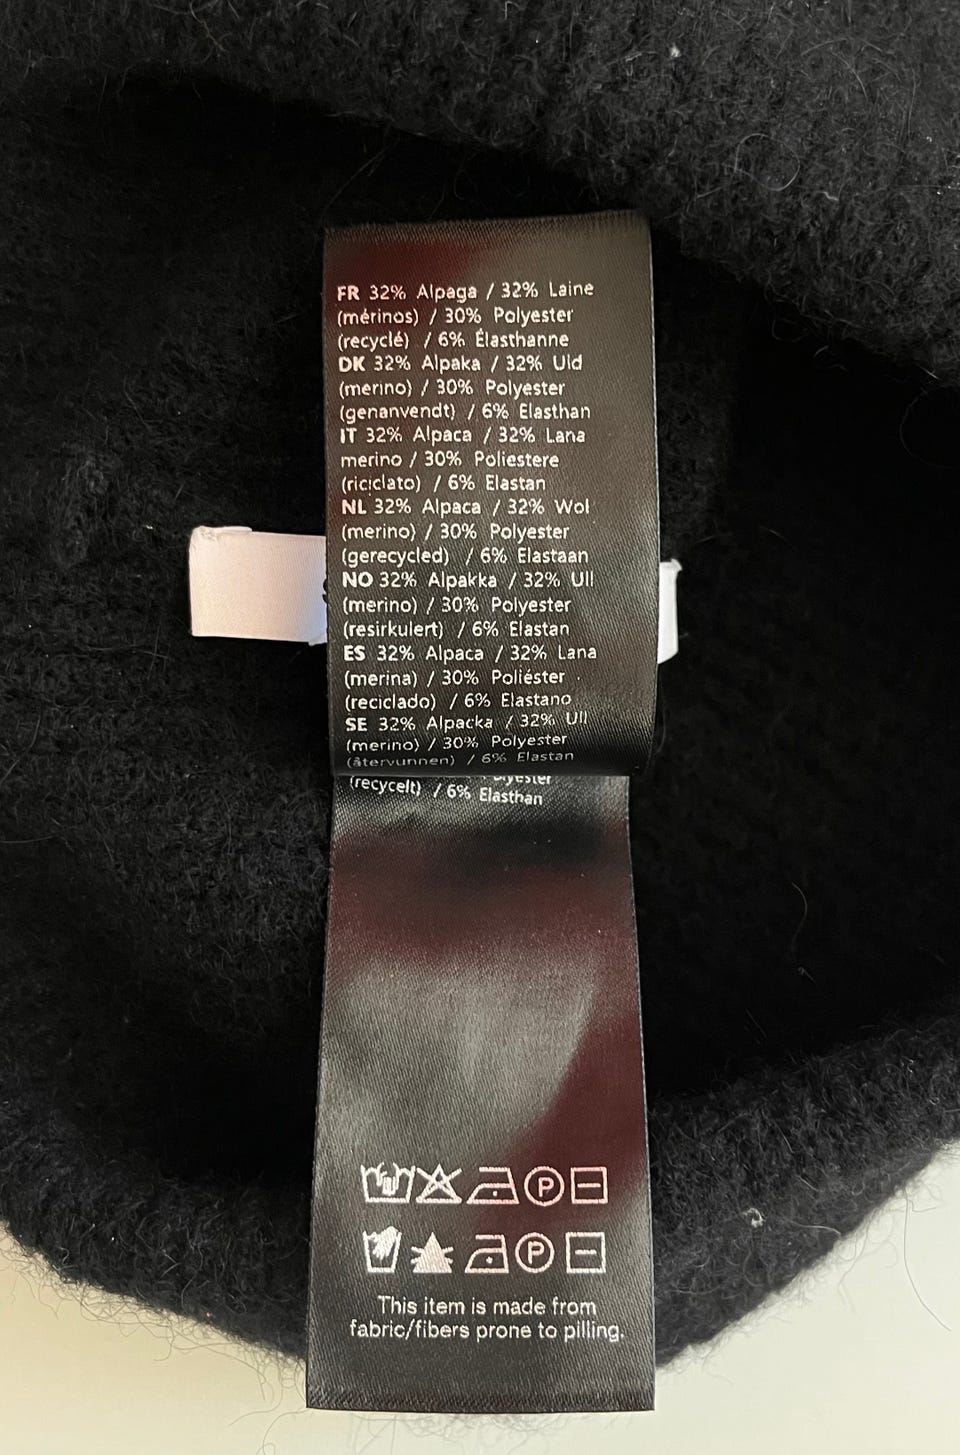 FR 32% Alpaga / 32% Laine
(mérinos) / 30% Polyester
(recyclé) / 6% Élasthanne
DK 32% Alpaka / 32% Uld
(merino) / 30% Polyester
(genanvendt) / 6% Elasthan
IT 32% Alpaca / 32% Lana
merino / 30% Poliestere
(riciclato) / 6% Elastan
NL 32% Alpaca / 32% Wol
(merino) / 30% Polyester
(gerecycled) / 6% Elastaan
NO 32% Alpakka / 32% Ull
(merino) / 30% Polyester
(resirkulert) / 6% Elastan
ES 32% Alpaca / 32% Lana
(merina) / 30% Poliéster
(reciclado) / 6% Elastano
SE 32% Alpacka / 32% Ull
(merino) / 30% Polyester
(återvunnen) / 6% Elastan
(recycelt) / 6% Elasthan
P
P
This item is made from
fabric/fibers prone to pilling.